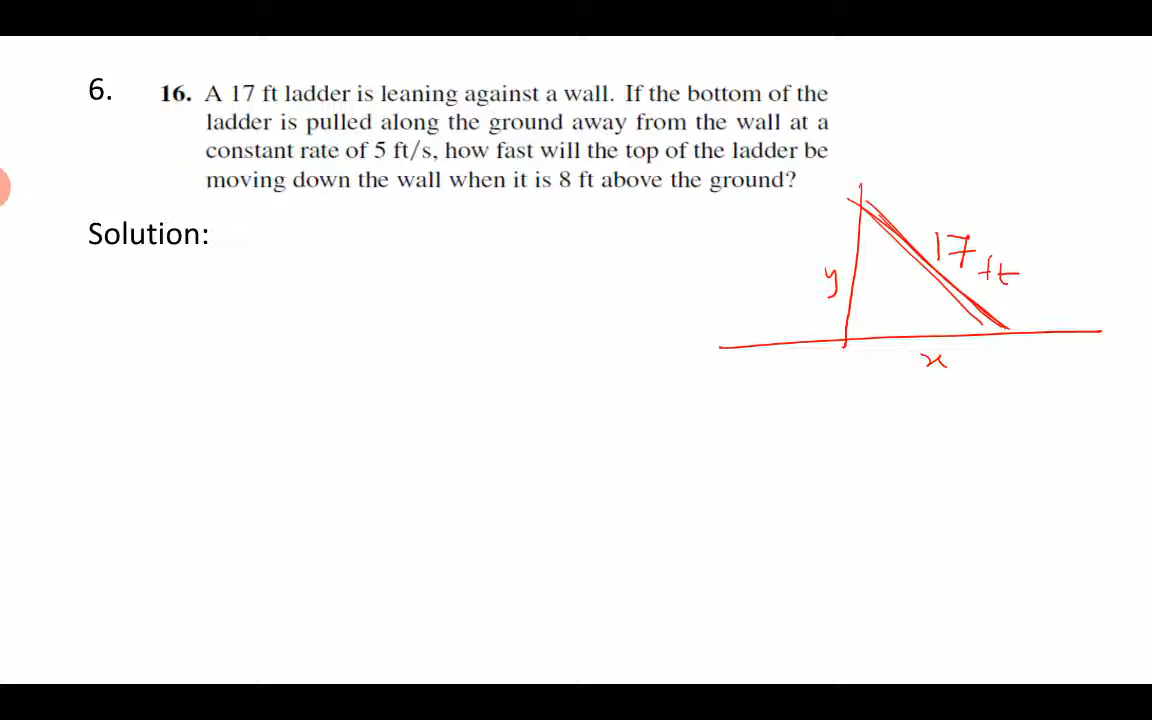 6.
16. A 17 ft ladder is leaning against a wall. If the bottom of the
ladder is pulled along the ground away from the wall at a
constant rate of 5 ft/s, how fast will the top of the ladder be
moving down the wall when it is 8 ft above the ground?
Solution:
17
ft
y
x